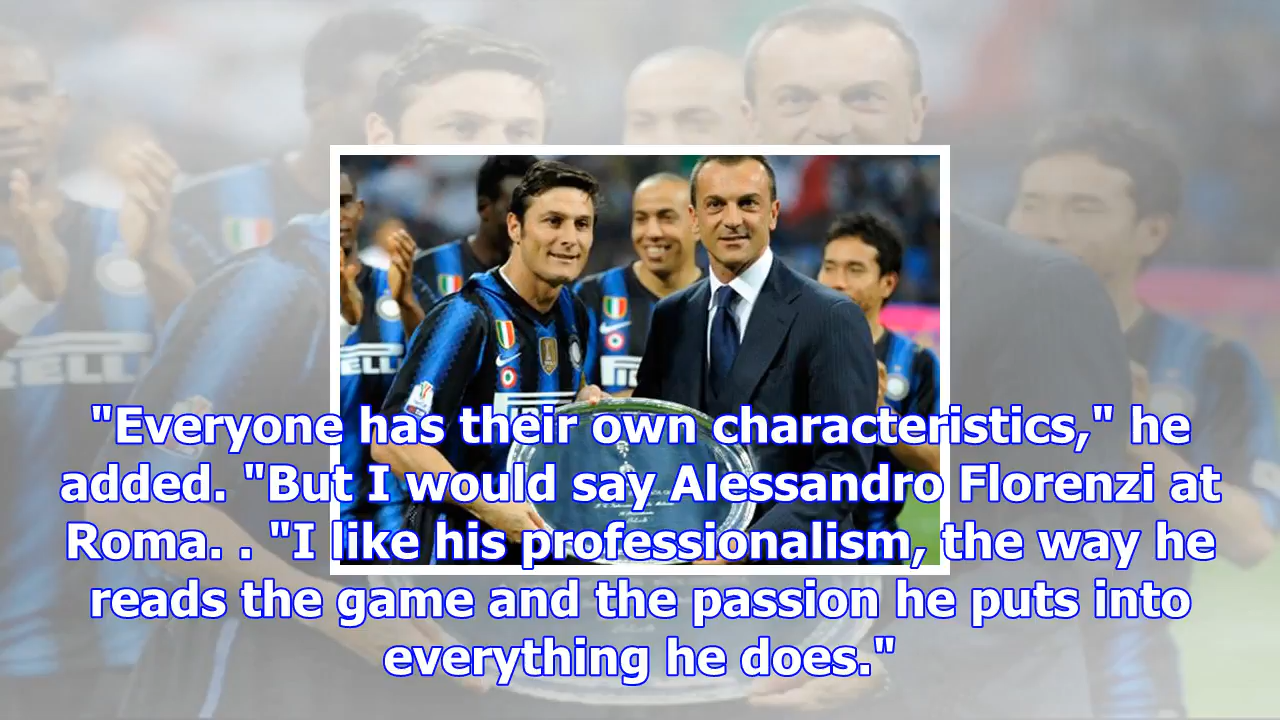 "Everyone has their own characteristics," he
added. "But I would say Alessandro Florenzi at
Roma. . "I like his professionalism, the way he
reads the game and the passion he puts into
everything he does."